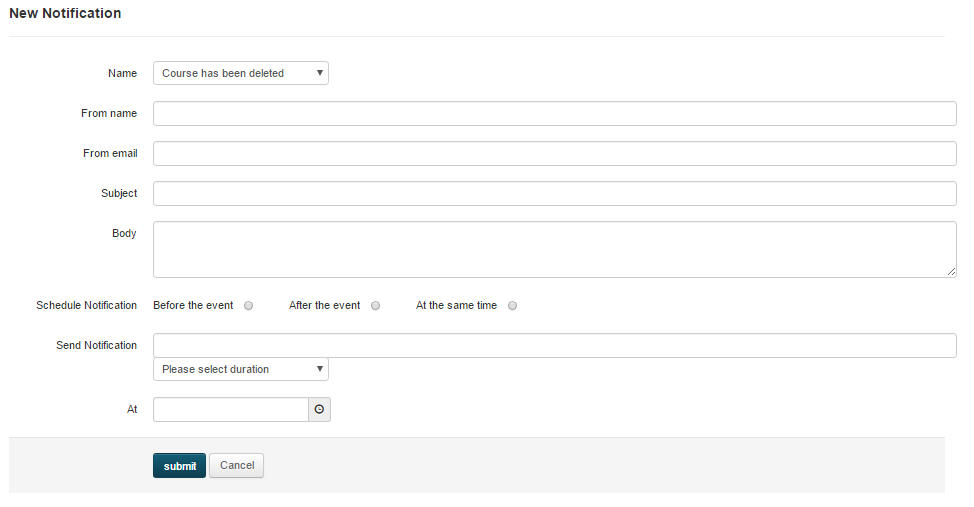 New Notification
Name Course has been deleted
From name
From email
Subject
Body
Schedule Notification Before the event After the event At the same time
Send Notification
Please select duration
At
submit Cancel